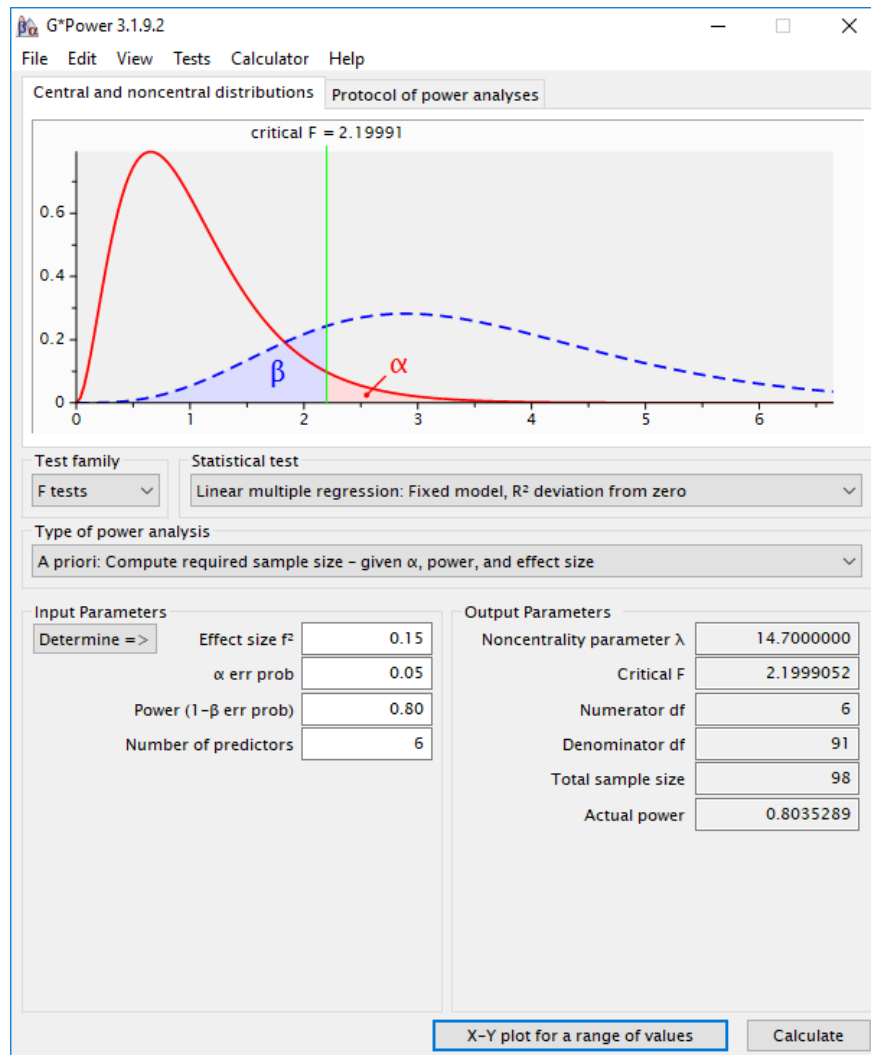 G*Power 3.1.9.2
File Edit View Tests Calculator Help
Central and noncentral distributions Protocol of power analyses
critical F = 2.19991
0.6
0.4
0.2
0
β
α
0 1 2 3 4 5 6
Test family
Statistical test
F tests
Linear multiple regression: Fixed model, R² deviation from zero
Type of power analysis
A priori: Compute required sample size – given α, power, and effect size
Input Parameters
Output Parameters
Determine => Effect size f² 0.15 Noncentrality parameter λ 14.7000000
α err prob 0.05 Critical F 2.1999052
Power (1-β err prob) 0.80 Numerator df 6
Number of predictors 6 Denominator df 91
Total sample size 98
Actual power 0.8035289
X-Y plot for a range of values Calculate